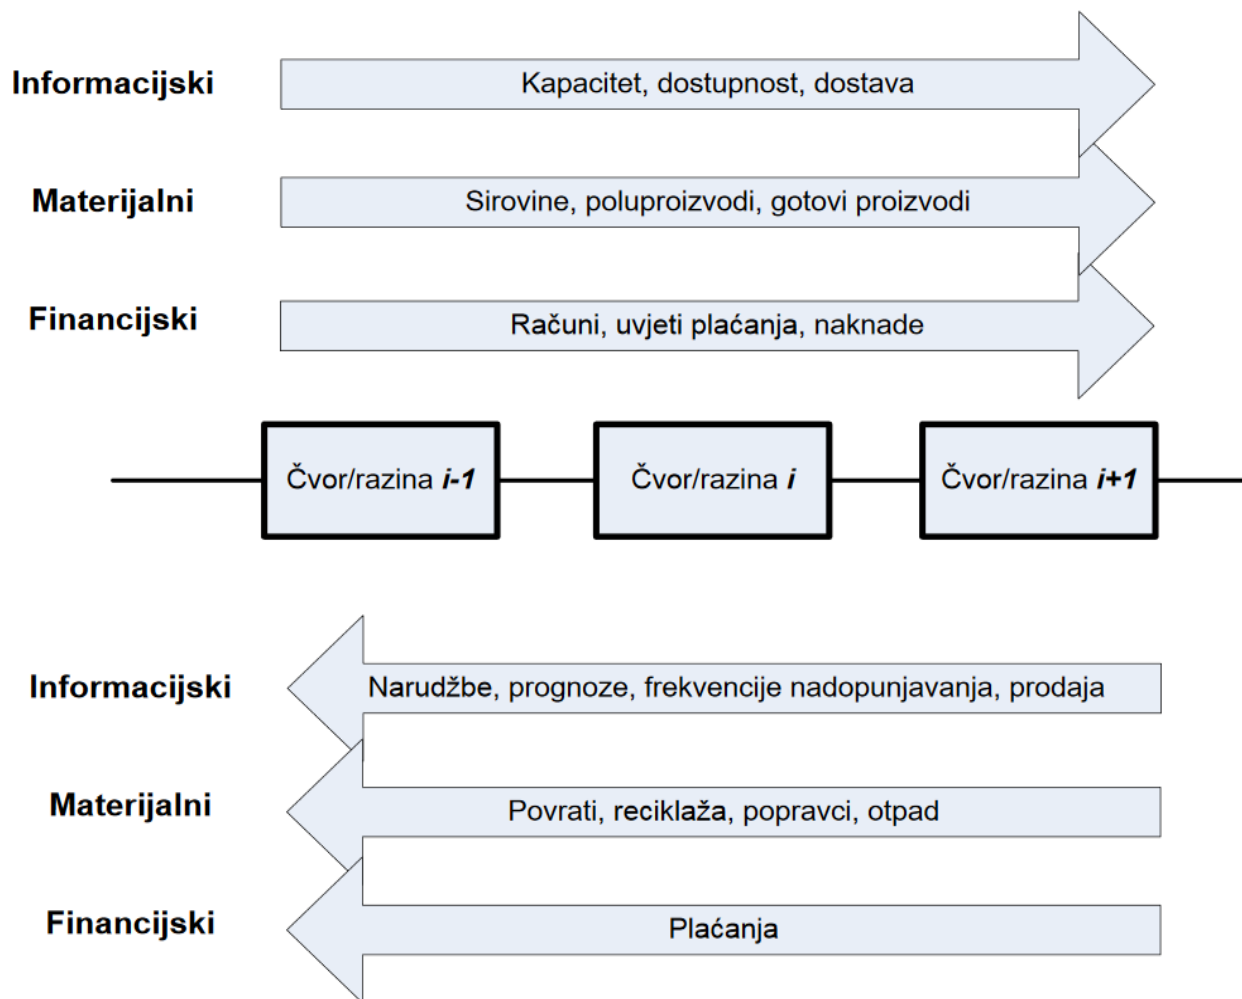 Informacijski
Kapacitet, dostupnost, dostava
Materijalni
Sirovine, poluproizvodi, gotovi proizvodi
Financijski
Računi, uvjeti plaćanja, naknade
Čvor/razina i-1
Čvor/razina i
Čvor/razina i+1
Informacijski
Narudžbe, prognoze, frekvencije nadopunjavanja, prodaja
Materijalni
Povrati, reciklaža, popravci, otpad
Financijski
Plaćanja